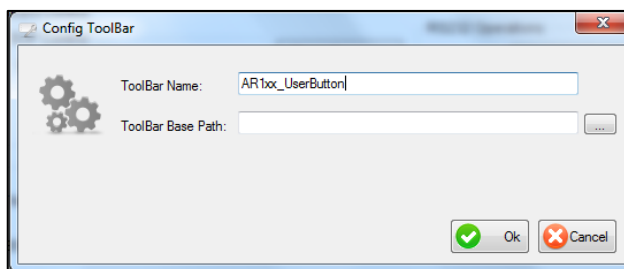 Config ToolBar
ToolBar Name: AR1xx_UserButton
ToolBar Base Path: ...
Ok Cancel